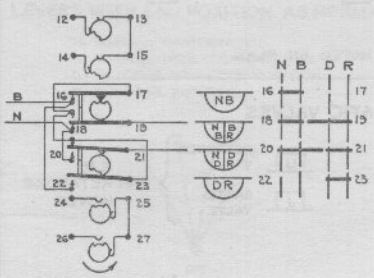 12 13
14 15
N B D R
16 17
B
NB
16 17
N
18 19
N B
B R
18 19
20 21
N D
D R
20 21
22 23
DR
22 23
24 25
26 27